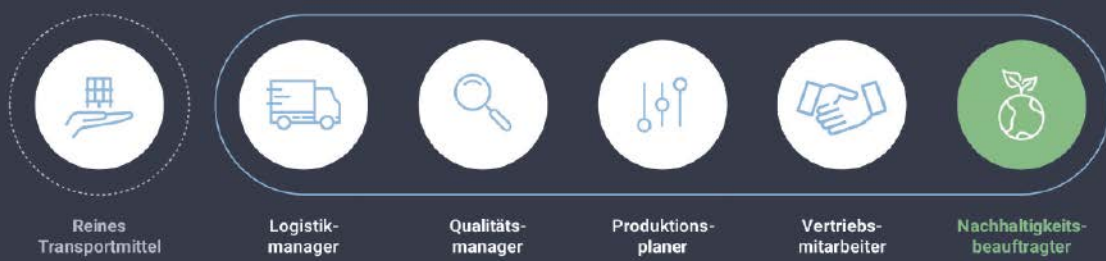 Reines
Transportmittel
Logistik-
manager
Qualitäts-
manager
Produktions-
planer
Vertriebs-
mitarbeiter
Nachhaltigkeits-
beauftragter